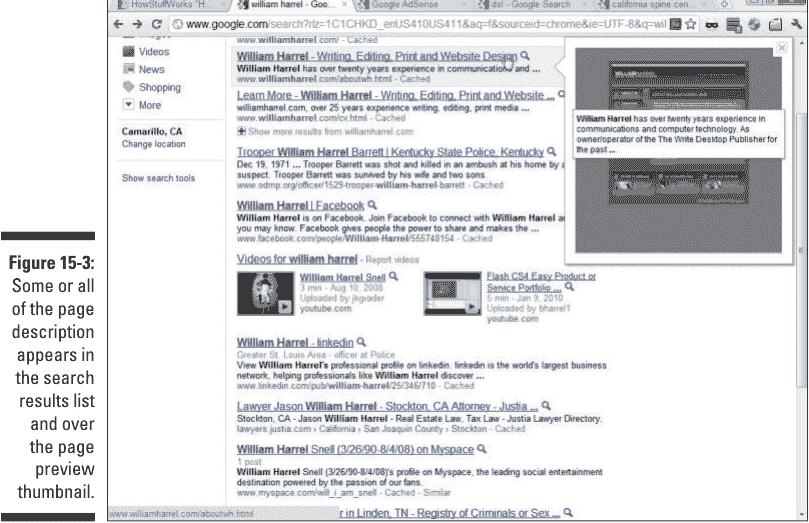 HowStuffWorks "H
william harrel - Goo...
Google AdSense
dsl - Google Search
california spine cen...
www.google.com/search?rlz=1C1CHKD_enUS410US411&aq=f&sourceid=chrome&ie=UTF-8&q=wil
Images
Videos
News
Shopping
More
Camarillo, CA
Change location
Show search tools
www.williamharrel.com/ - Cached
William Harrel - Writing, Editing, Print and Website Design
William Harrel has over twenty years experience in communications and ...
www.williamharrel.com/aboutwh.html - Cached
Learn More - William Harrel - Writing, Editing, Print and Website ...
williamharrel.com, over 25 years experience writing, editing, print media ...
www.williamharrel.com/cv.html - Cached
Show more results from williamharrel.com
Trooper William Harrel Barrett | Kentucky State Police, Kentucky
Dec 19, 1971 ... Trooper Barrett was shot and killed in an ambush at his home by a
suspect. Trooper Barrett was survived by his wife and two sons.
www.odmp.org/officer/1529-trooper-william-harrel-barrett - Cached
William Harrel | Facebook
William Harrel is on Facebook. Join Facebook to connect with William Harrel a
you may know. Facebook gives people the power to share and makes the ...
www.facebook.com/people/William-Harrel/555748154 - Cached
Videos for william harrel - Report videos
William Harrel Snell
3 min - Aug 10, 2008
Uploaded by jkgrader
youtube.com
Flash CS4 Easy Product or
Service Portfolio ...
5 min - Jan 9, 2010
Uploaded by bharrel1
youtube.com
William Harrel - linkedin
Greater St. Louis Area - officer at Police
View William Harrel's professional profile on linkedin. linkedin is the world's largest business
network, helping professionals like William Harrel discover ...
www.linkedin.com/pub/william-harrel/25/346/710 - Cached
Lawyer Jason William Harrel - Stockton, CA Attorney - Justia ...
Stockton, CA - Jason William Harrel - Real Estate Law, Tax Law - Justia Lawyer Directory.
lawyers.justia.com › California › San Joaquin County › Stockton - Cached
William Harrel Snell (3/26/90-8/4/08) on Myspace
1 post
William Harrel Snell (3/26/90-8/4/08)'s profile on Myspace, the leading social entertainment
destination powered by the passion of our fans.
www.myspace.com/will_i_am_snell - Cached - Similar
r in Linden, TN - Registry of Criminals or Sex ...
www.williamharrel.com/aboutwh.html
William Harrel has over twenty years experience in
communications and computer technology. As
owner/operator of the The Write Desktop Publisher for
the past ...
Figure 15-3:
Some or all
of the page
description
appears in
the search
results list
and over
the page
preview
thumbnail.